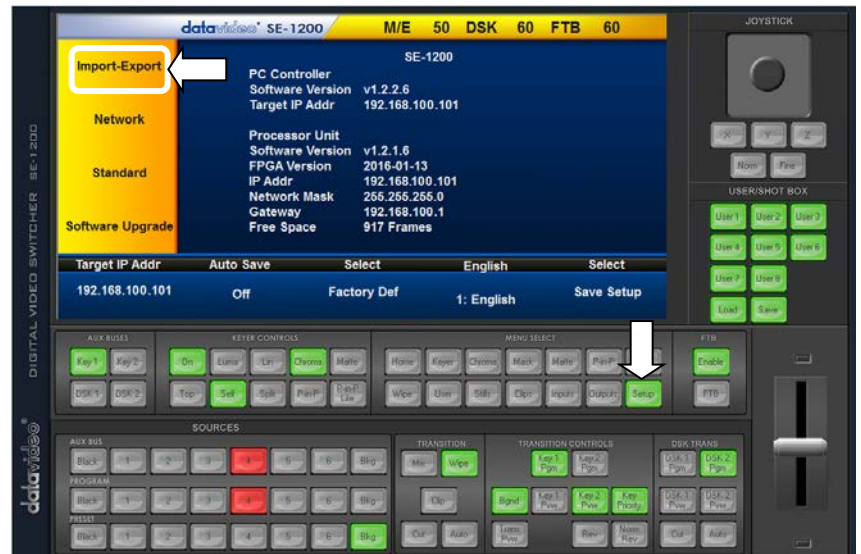 datavideo SE-1200 M/E 50 DSK 60 FTB 60
Import-Export
Network
Standard
Software Upgrade
SE-1200
PC Controller
Software Version v1.2.2.6
Target IP Addr 192.168.100.101
Processor Unit
Software Version v1.2.1.6
FPGA Version 2016-01-13
IP Addr 192.168.100.101
Network Mask 255.255.255.0
Gateway 192.168.100.1
Free Space 917 Frames
Target IP Addr Auto Save Select English Select
192.168.100.101 Off Factory Def 1: English Save Setup
JOYSTICK
X Y Z
Norm Fine
USER/SHOT BOX
User 1 User 2 User 3
User 4 User 5 User 6
User 7 User 8
Load Save
DIGITAL VIDEO SWITCHER SE-1200
datavideo
AUX BUSES
Key 1 Key 2
DSK 1 DSK 2
KEYER CONTROLS
On Luma Lin Chroma Matte
Top Self Split P-in-P P-in-P Lite
MENU SELECT
Home Keyer Chroma Mask Matte P-in-P
Wipe User Stills Clips Inputs Outputs Setup
FTB
Enable
FTB
SOURCES
AUX BUS
Black 1 2 3 4 5 6 Bkg
PROGRAM
Black 1 2 3 4 5 6 Bkg
PRESET
Black 1 2 3 4 5 6 Bkg
TRANSITION
Mix Wipe
Clip
Cut Auto
TRANSITION CONTROLS
Key 1 Pgm Key 2 Pgm
Bgnd Key 1 Pvw Key 2 Pvw Key Priority
Trans Pvw Rev Norm Rev
DSK TRANS
DSK 1 Pgm DSK 2 Pgm
DSK 1 Pvw DSK 2 Pvw
Cut Auto